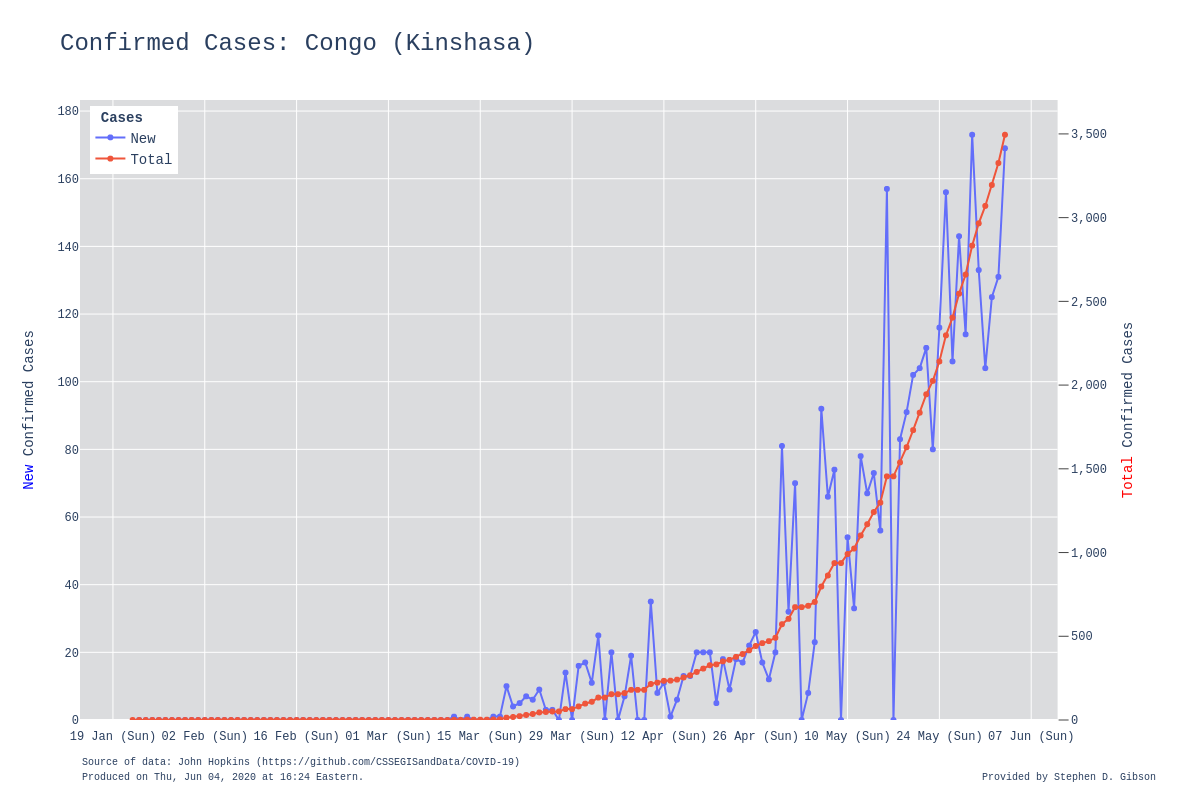 Confirmed Cases: Congo (Kinshasa)
Cases
New
Total
180
160
140
120
100
80
60
40
20
0
3,500
3,000
2,500
2,000
1,500
1,000
500
0
New Confirmed Cases
Total Confirmed Cases
19 Jan (Sun) 02 Feb (Sun) 16 Feb (Sun) 01 Mar (Sun) 15 Mar (Sun) 29 Mar (Sun) 12 Apr (Sun) 26 Apr (Sun) 10 May (Sun) 24 May (Sun) 07 Jun (Sun)
Source of data: John Hopkins (https://github.com/CSSEGISandData/COVID-19)
Produced on Thu, Jun 04, 2020 at 16:24 Eastern.
Provided by Stephen D. Gibson